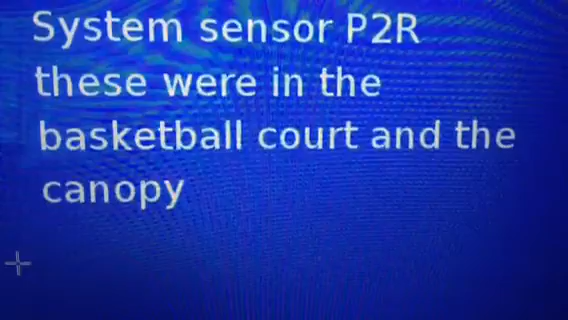 System sensor P2R
these were in the
basketball court and the
canopy